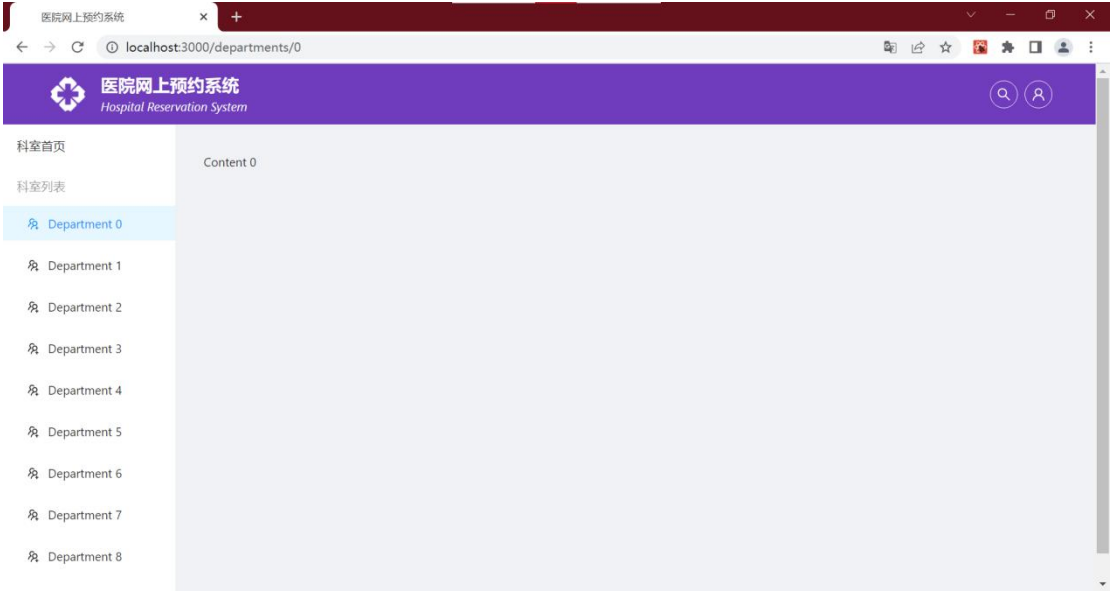 医院网上预约系统
localhost:3000/departments/0
医院网上预约系统
Hospital Reservation System
科室首页
科室列表
Department 0
Department 1
Department 2
Department 3
Department 4
Department 5
Department 6
Department 7
Department 8
Content 0